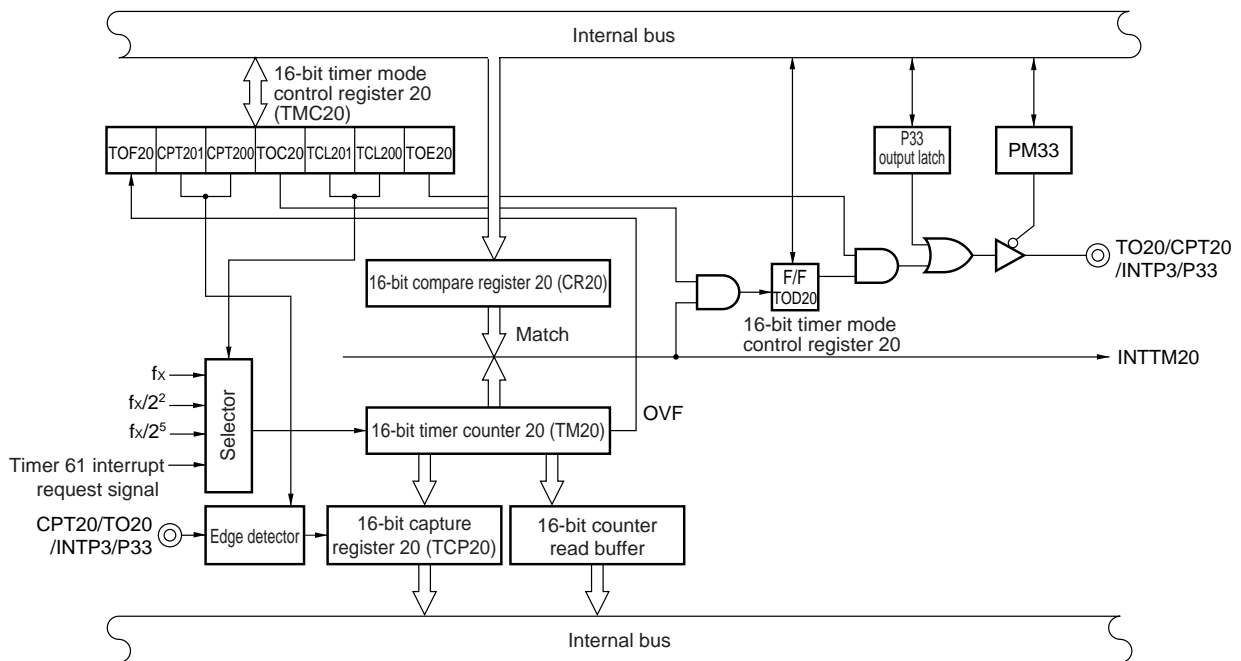 Internal bus
16-bit timer mode
control register 20
(TMC20)
TOF20 CPT201 CPT200 TOC20 TCL201 TCL200 TOE20
P33
output latch
PM33
TO20/CPT20
/INTP3/P33
16-bit compare register 20 (CR20)
F/F
TOD20
16-bit timer mode
control register 20
Match
INTTM20
fX
fX/2²
fX/2⁵
Timer 61 interrupt
request signal
Selector
16-bit timer counter 20 (TM20)
OVF
CPT20/TO20
/INTP3/P33
Edge detector
16-bit capture
register 20 (TCP20)
16-bit counter
read buffer
Internal bus